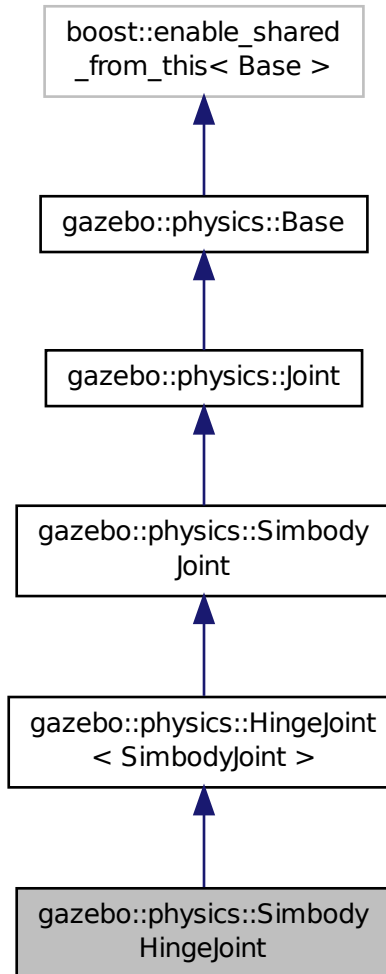 boost::enable_shared
_from_this< Base >
gazebo::physics::Base
gazebo::physics::Joint
gazebo::physics::Simbody
Joint
gazebo::physics::HingeJoint
< SimbodyJoint >
gazebo::physics::Simbody
HingeJoint